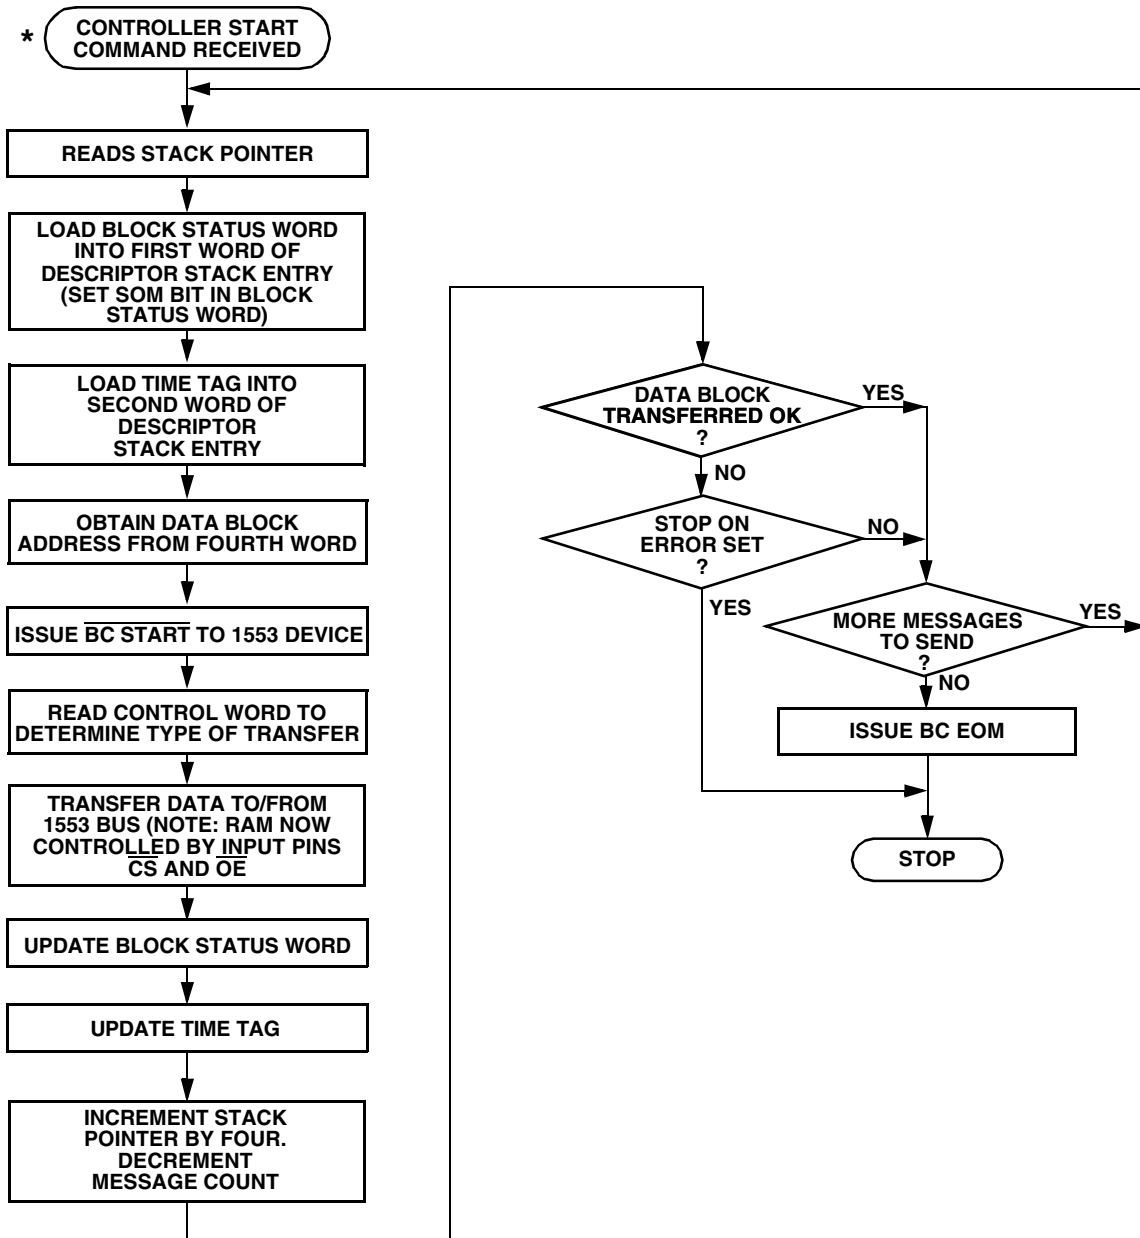 * CONTROLLER START
COMMAND RECEIVED
READS STACK POINTER
LOAD BLOCK STATUS WORD
INTO FIRST WORD OF
DESCRIPTOR STACK ENTRY
(SET SOM BIT IN BLOCK
STATUS WORD)
LOAD TIME TAG INTO
SECOND WORD OF
DESCRIPTOR
STACK ENTRY
OBTAIN DATA BLOCK
ADDRESS FROM FOURTH WORD
ISSUE BC START TO 1553 DEVICE
READ CONTROL WORD TO
DETERMINE TYPE OF TRANSFER
TRANSFER DATA TO/FROM
1553 BUS (NOTE: RAM NOW
CONTROLLED BY INPUT PINS
CS AND OE
UPDATE BLOCK STATUS WORD
UPDATE TIME TAG
INCREMENT STACK
POINTER BY FOUR.
DECREMENT
MESSAGE COUNT
DATA BLOCK
TRANSFERRED OK
?
YES
NO
STOP ON
ERROR SET
?
NO
YES
MORE MESSAGES
TO SEND
?
YES
NO
ISSUE BC EOM
STOP